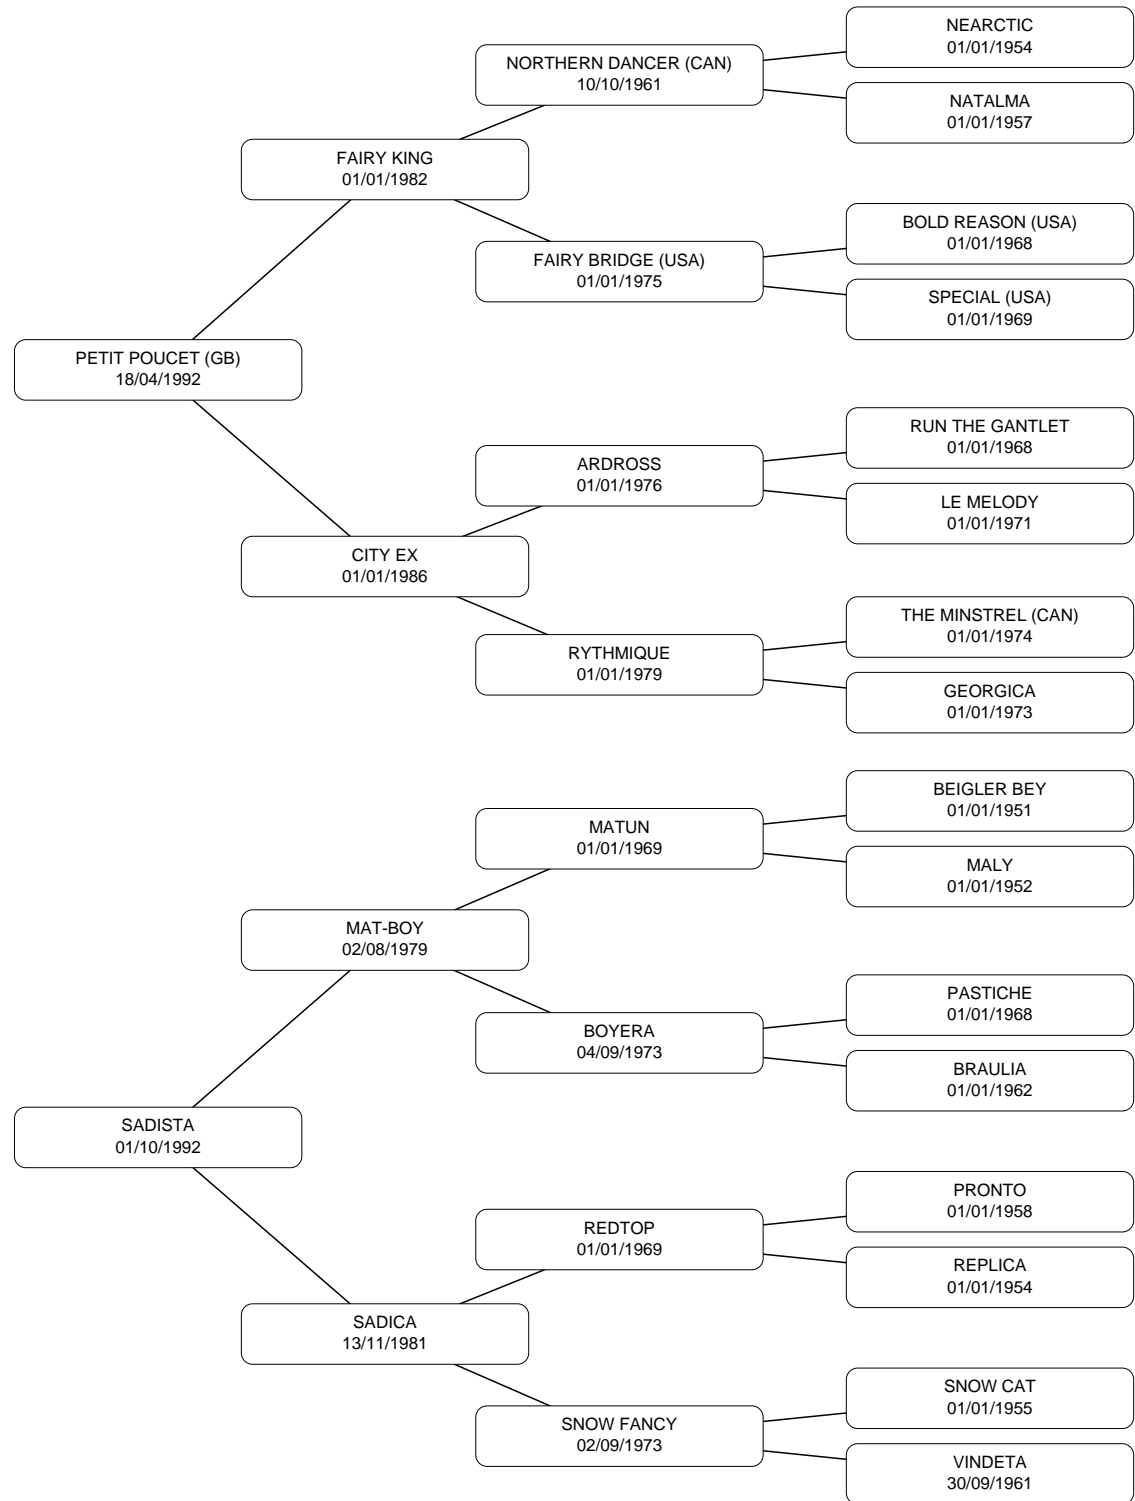 NEARCTIC
01/01/1954
NORTHERN DANCER (CAN)
10/10/1961
NATALMA
01/01/1957
FAIRY KING
01/01/1982
BOLD REASON (USA)
01/01/1968
FAIRY BRIDGE (USA)
01/01/1975
SPECIAL (USA)
01/01/1969
PETIT POUCET (GB)
18/04/1992
RUN THE GANTLET
01/01/1968
ARDROSS
01/01/1976
LE MELODY
01/01/1971
CITY EX
01/01/1986
THE MINSTREL (CAN)
01/01/1974
RYTHMIQUE
01/01/1979
GEORGICA
01/01/1973
BEIGLER BEY
01/01/1951
MATUN
01/01/1969
MALY
01/01/1952
MAT-BOY
02/08/1979
PASTICHE
01/01/1968
BOYERA
04/09/1973
BRAULIA
01/01/1962
SADISTA
01/10/1992
PRONTO
01/01/1958
REDTOP
01/01/1969
REPLICA
01/01/1954
SADICA
13/11/1981
SNOW CAT
01/01/1955
SNOW FANCY
02/09/1973
VINDETA
30/09/1961